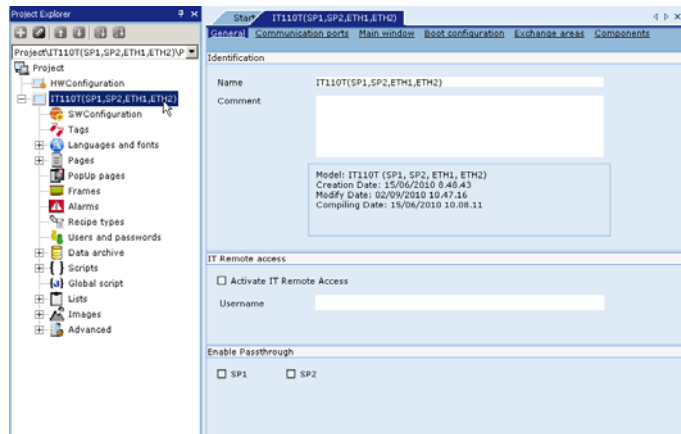 Project Explorer
Project\IT110T(SP1,SP2,ETH1,ETH2)\P
Project
HWConfiguration
IT110T(SP1,SP2,ETH1,ETH2)
SWConfiguration
Tags
Languages and fonts
Pages
PopUp pages
Frames
Alarms
Recipe types
Users and passwords
Data archive
Scripts
Global script
Lists
Images
Advanced
Start IT110T(SP1,SP2,ETH1,ETH2)
General Communication ports Main window Boot configuration Exchange areas Components
Identification
Name IT110T(SP1,SP2,ETH1,ETH2)
Comment
Model: IT110T (SP1, SP2, ETH1, ETH2)
Creation Date: 15/06/2010 8.48.43
Modify Date: 02/09/2010 10.47.16
Compiling Date: 15/06/2010 10.08.11
IT Remote access
Activate IT Remote Access
Username
Enable Passthrough
SP1 SP2